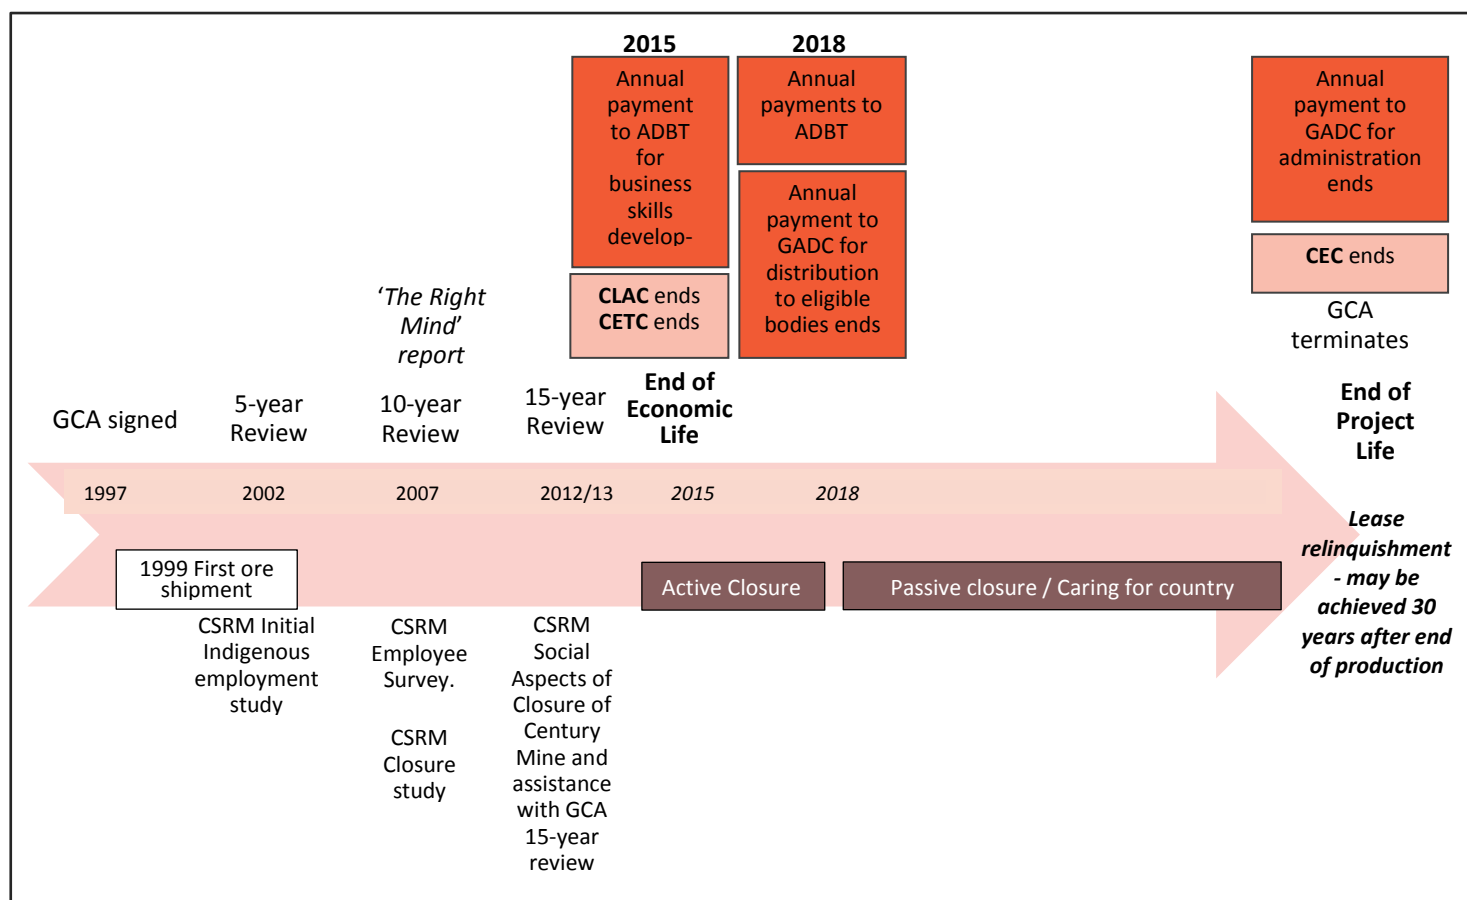 2015
Annual
payment
to ADBT
for
business
skills
develop-
CLAC ends
CETC ends
2018
Annual
payments to
ADBT
Annual
payment to
GADC for
distribution
to eligible
bodies ends
Annual
payment to
GADC for
administration
ends
CEC ends
GCA
terminates
'The Right
Mind'
report
GCA signed
5-year
Review
10-year
Review
15-year
Review
End of
Economic
Life
End of
Project
Life
1997
2002
2007
2012/13
2015
2018
1999 First ore
shipment
Active Closure
Passive closure / Caring for country
Lease
relinquishment
- may be
achieved 30
years after end
of production
CSRM Initial
Indigenous
employment
study
CSRM
Employee
Survey.
CSRM
Closure
study
CSRM
Social
Aspects of
Closure of
Century
Mine and
assistance
with GCA
15-year
review